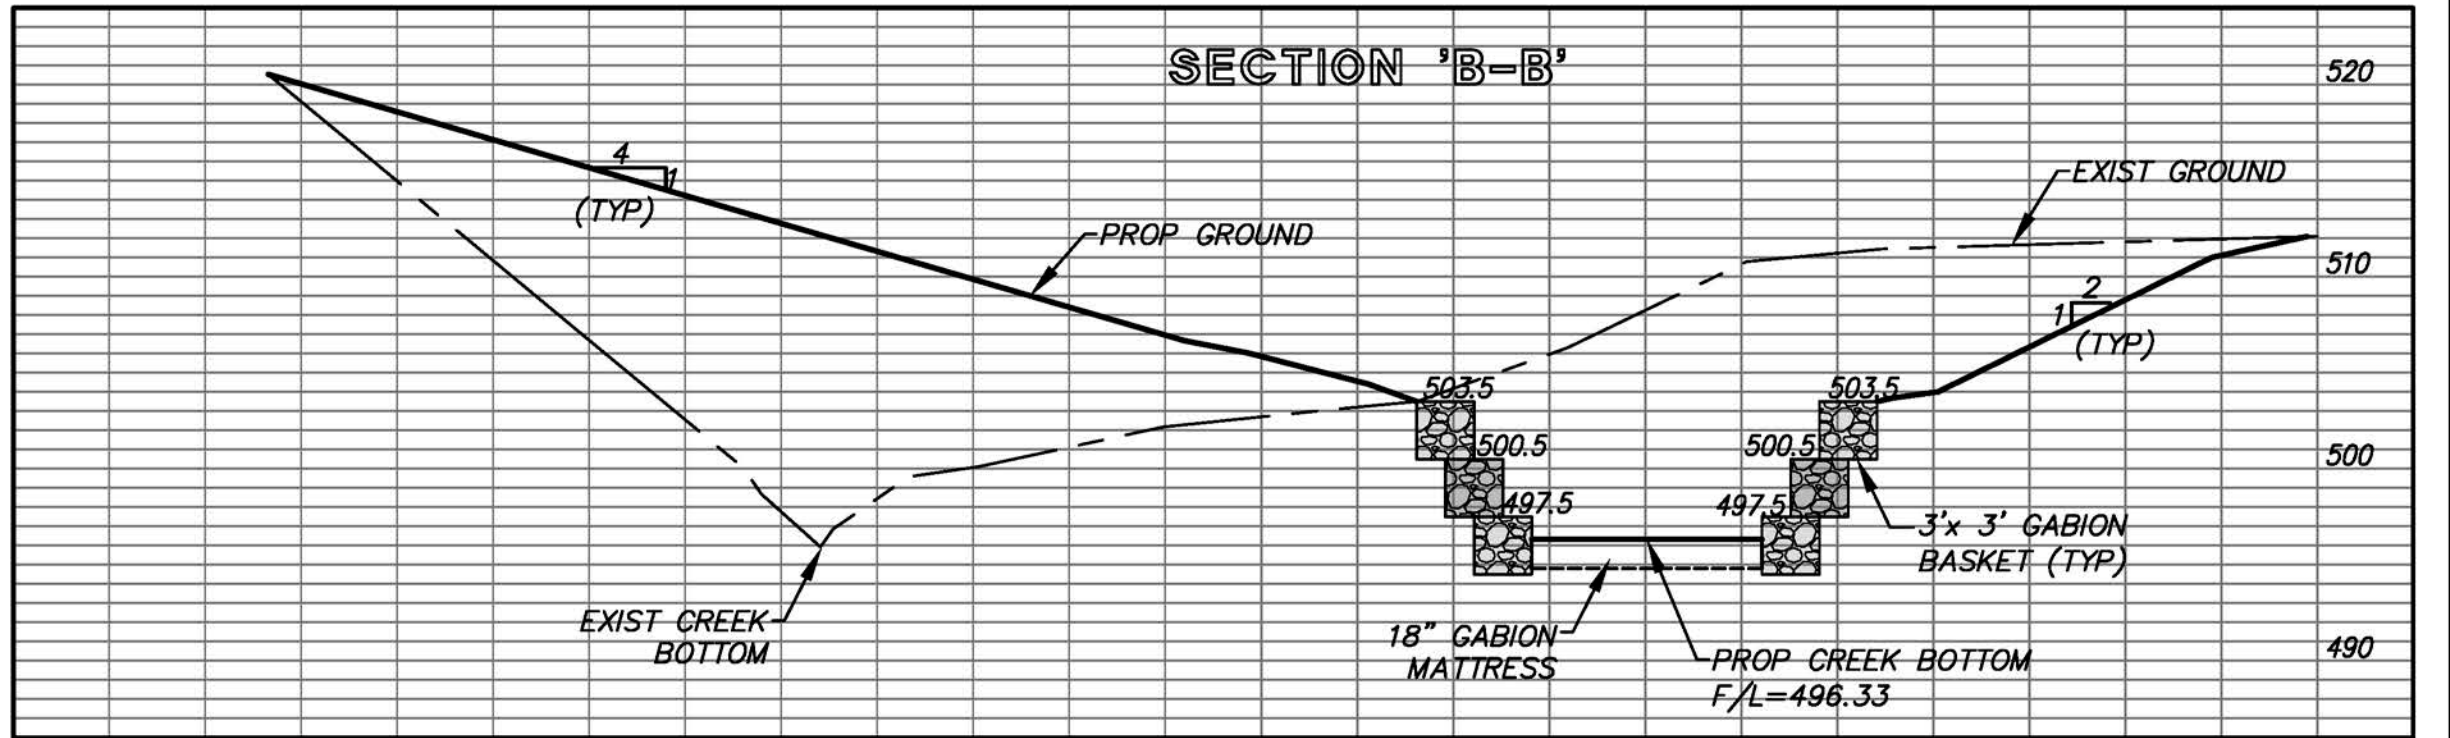 SECTION 'B-B'
520
4
1
(TYP)
EXIST GROUND
PROP GROUND
510
2
1
(TYP)
503.5
503.5
500.5
500.5
500
497.5
497.5
3'x 3' GABION
BASKET (TYP)
EXIST CREEK
BOTTOM
18" GABION
MATTRESS
PROP CREEK BOTTOM
F/L=496.33
490